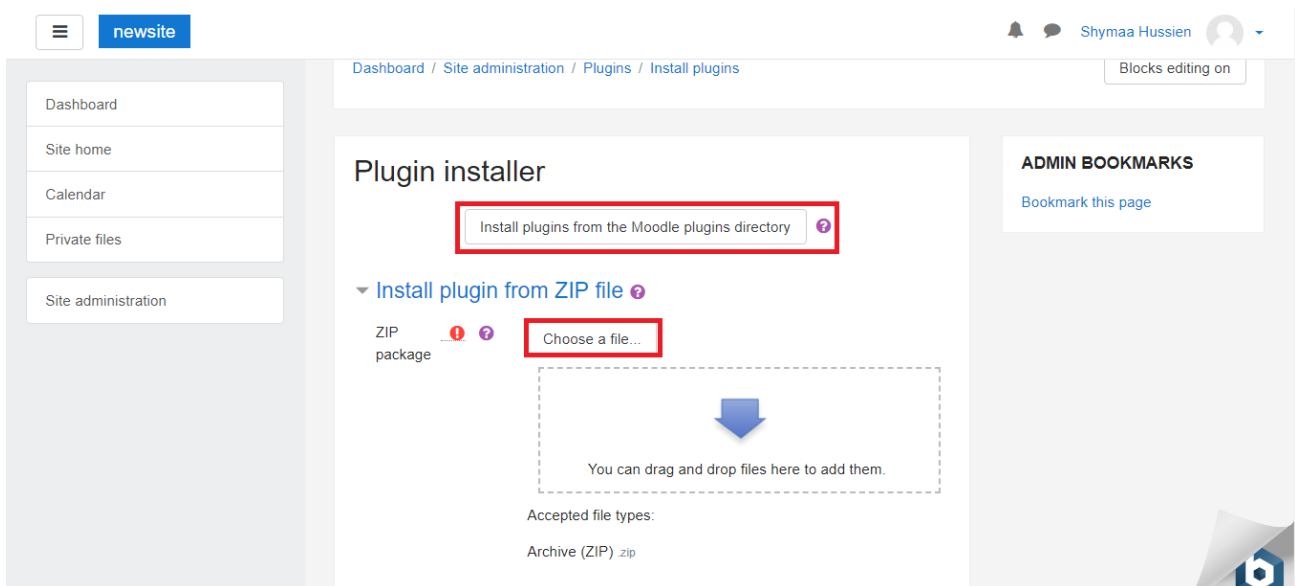 newsite
Shymaa Hussien
Dashboard / Site administration / Plugins / Install plugins
Blocks editing on
Dashboard
Site home
Calendar
Private files
Site administration
Plugin installer
Install plugins from the Moodle plugins directory
Install plugin from ZIP file
ZIP
package
Choose a file...
You can drag and drop files here to add them.
Accepted file types:
Archive (ZIP) .zip
ADMIN BOOKMARKS
Bookmark this page